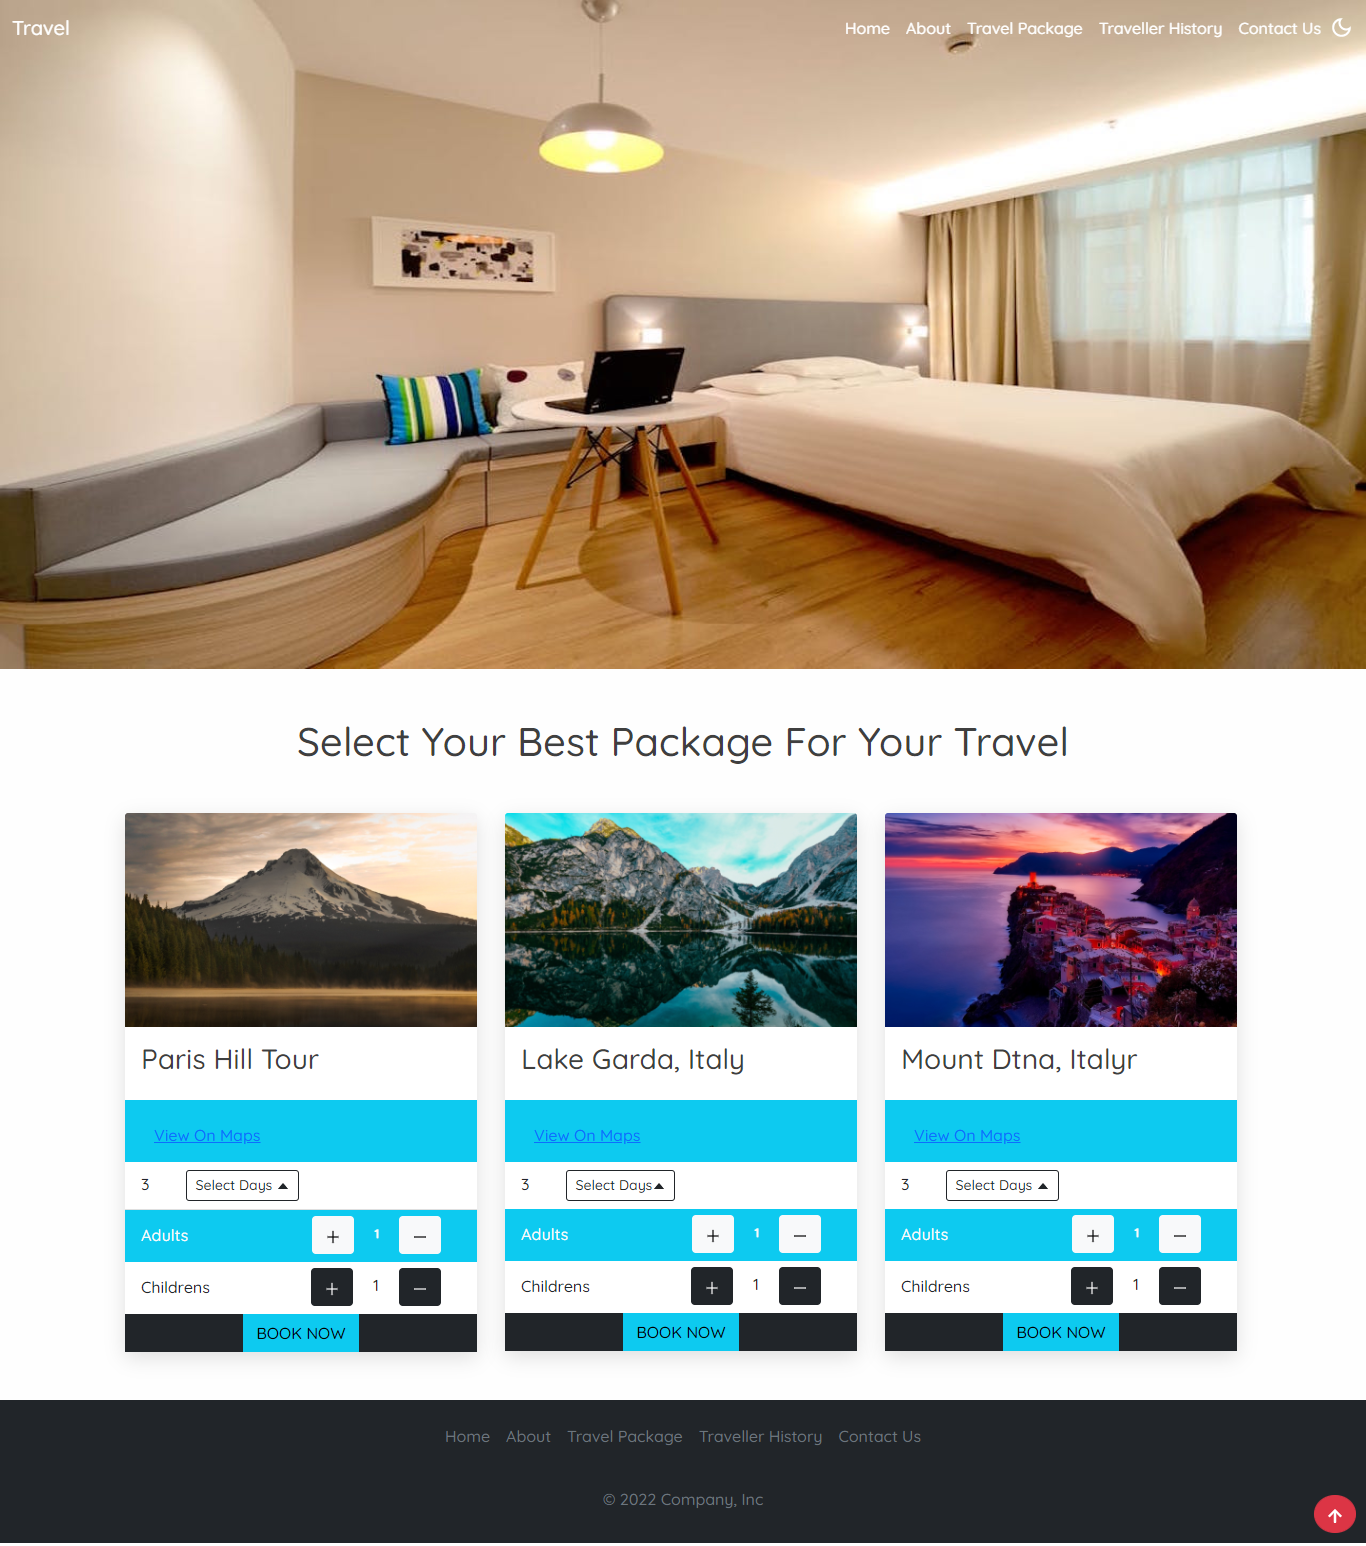 Travel
Home About Travel Package Traveller History Contact Us
Select Your Best Package For Your Travel
Paris Hill Tour
View On Maps
3 Select Days
Adults + 1 −
Childrens + 1 −
BOOK NOW
Lake Garda, Italy
View On Maps
3 Select Days
Adults + 1 −
Childrens + 1 −
BOOK NOW
Mount Dtna, Italyr
View On Maps
3 Select Days
Adults + 1 −
Childrens + 1 −
BOOK NOW
Home About Travel Package Traveller History Contact Us
© 2022 Company, Inc